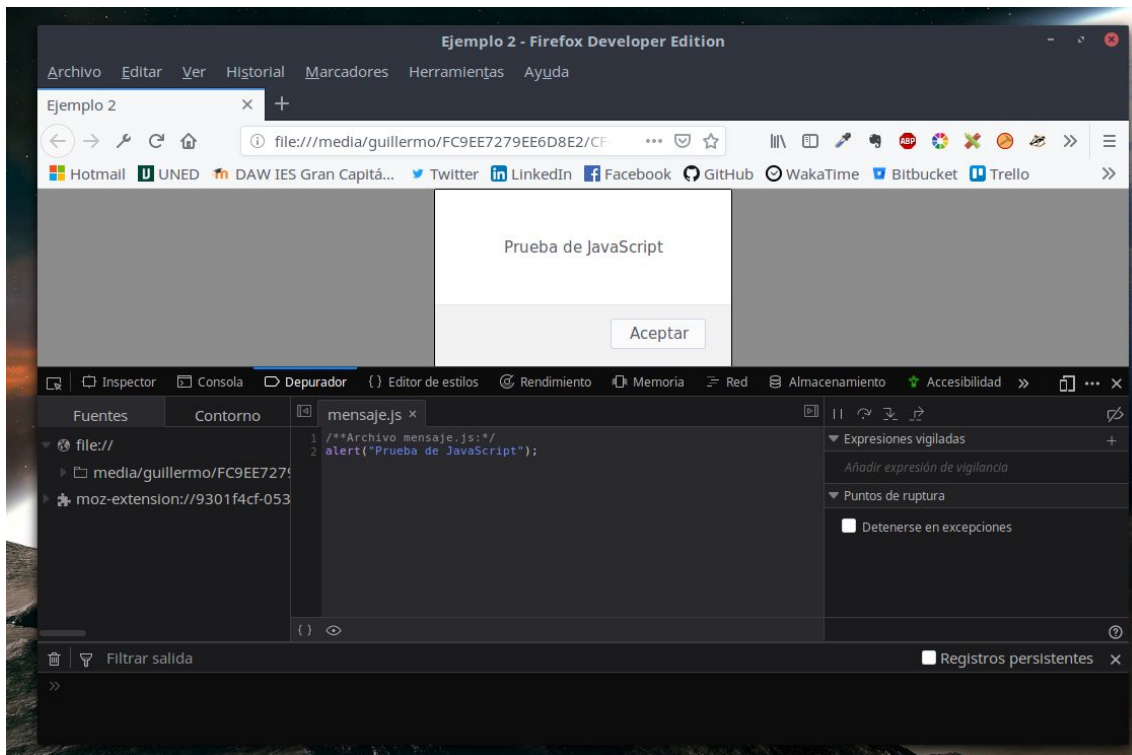 Ejemplo 2 - Firefox Developer Edition
Archivo Editar Ver Historial Marcadores Herramientas Ayuda
Ejemplo 2
file:///media/guillermo/FC9EE7279EE6D8E2/CF
Hotmail UNED DAW IES Gran Capitá... Twitter LinkedIn Facebook GitHub WakaTime Bitbucket Trello
Prueba de JavaScript
Aceptar
Inspector Consola Depurador {} Editor de estilos Rendimiento Memoria Red Almacenamiento Accesibilidad
Fuentes Contorno mensaje.js
file://
media/guillermo/FC9EE7279
moz-extension://9301f4cf-053
1 /**Archivo mensaje.js:*/
2 alert("Prueba de JavaScript");
Expresiones vigiladas
Añadir expresión de vigilancia
Puntos de ruptura
Detenerse en excepciones
Filtrar salida Registros persistentes